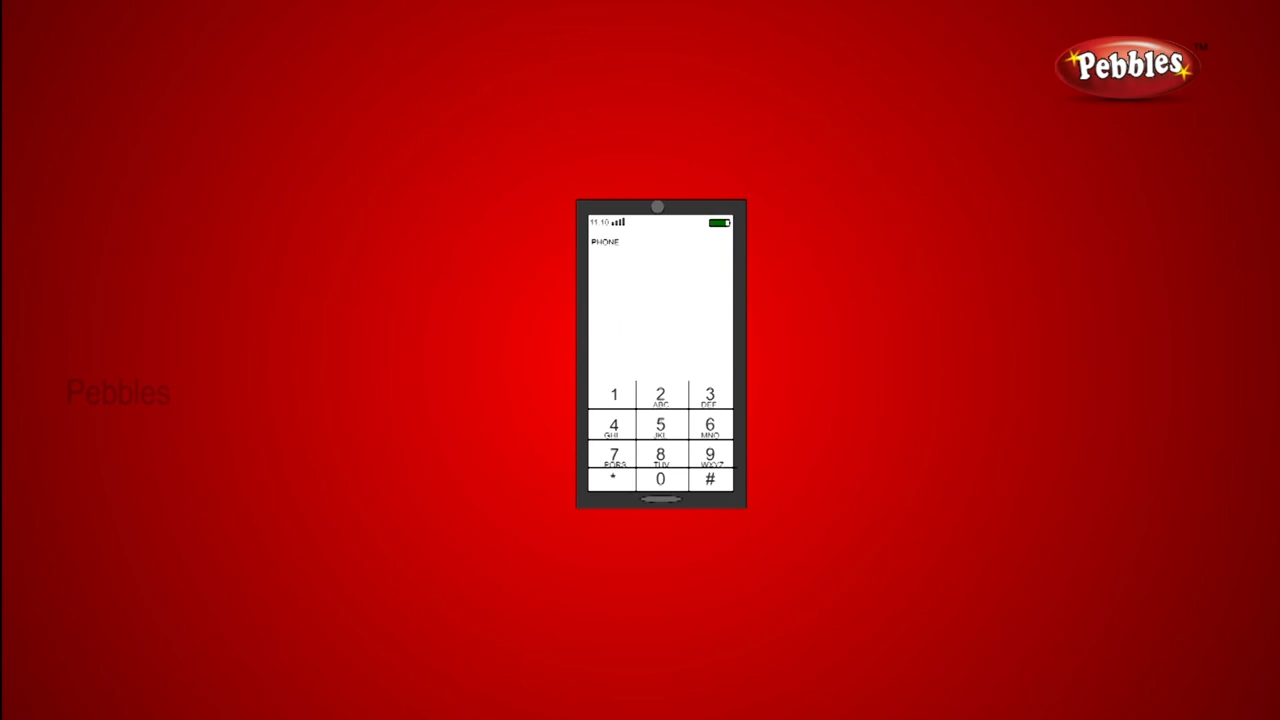 Pebbles™
11:10
PHONE
1 2 3
ABC DEF
4 5 6
GHI JKL MNO
7 8 9
PQRS TUV WXYZ
* 0 #
Pebbles